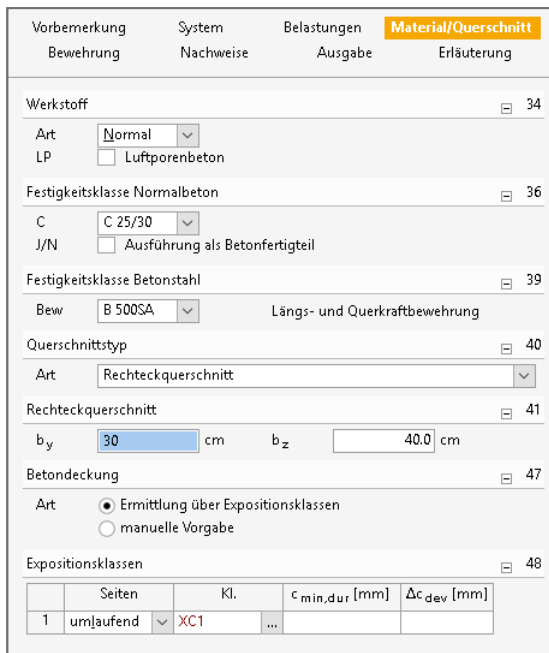 Vorbemerkung System Belastungen Material/Querschnitt
Bewehrung Nachweise Ausgabe Erläuterung
Werkstoff 34
Art Normal
LP Luftporenbeton
Festigkeitsklasse Normalbeton 36
C C 25/30
J/N Ausführung als Betonfertigteil
Festigkeitsklasse Betonstahl 39
Bew B 500SA Längs- und Querkraftbewehrung
Querschnittstyp 40
Art Rechteckquerschnitt
Rechteckquerschnitt 41
by 30 cm bz 40.0 cm
Betondeckung 47
Art Ermittlung über Expositionsklassen
manuelle Vorgabe
Expositionsklassen 48
Seiten Kl. cmin,dur [mm] Δcdev [mm]
1 umlaufend XC1 ...